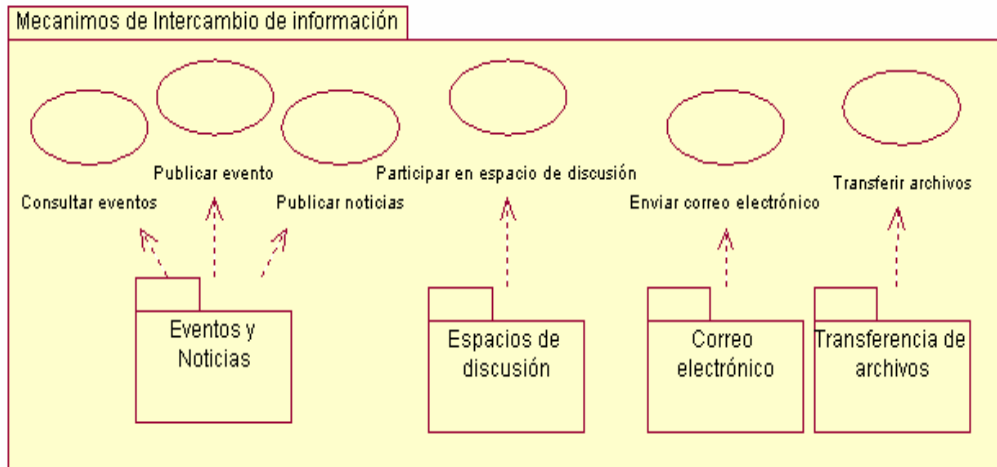 Mecanimos de Intercambio de información
Publicar evento
Participar en espacio de discusión
Consultar eventos
Publicar noticias
Enviar correo electrónico
Transferir archivos
Eventos y
Noticias
Espacios de
discusión
Correo
electrónico
Transferencia de
archivos